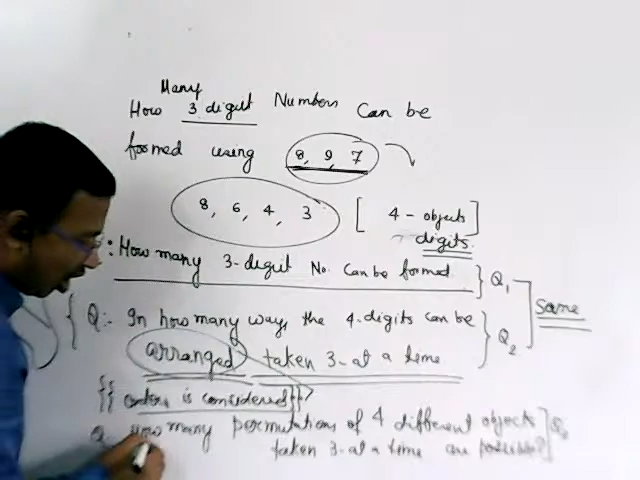 How Many 3 digit Numbers Can be
formed using 8, 9, 7
8, 6, 4, 3 [ 4 - objects ]
digits.
: How many 3-digit No. Can be formed } Q1
Same
Q:- In how many ways the 4-digits can be
arranged taken 3-at a time } Q2
{{ order is considered }}
Q How many permutations of 4 different objects
taken 3-at a time are possible?